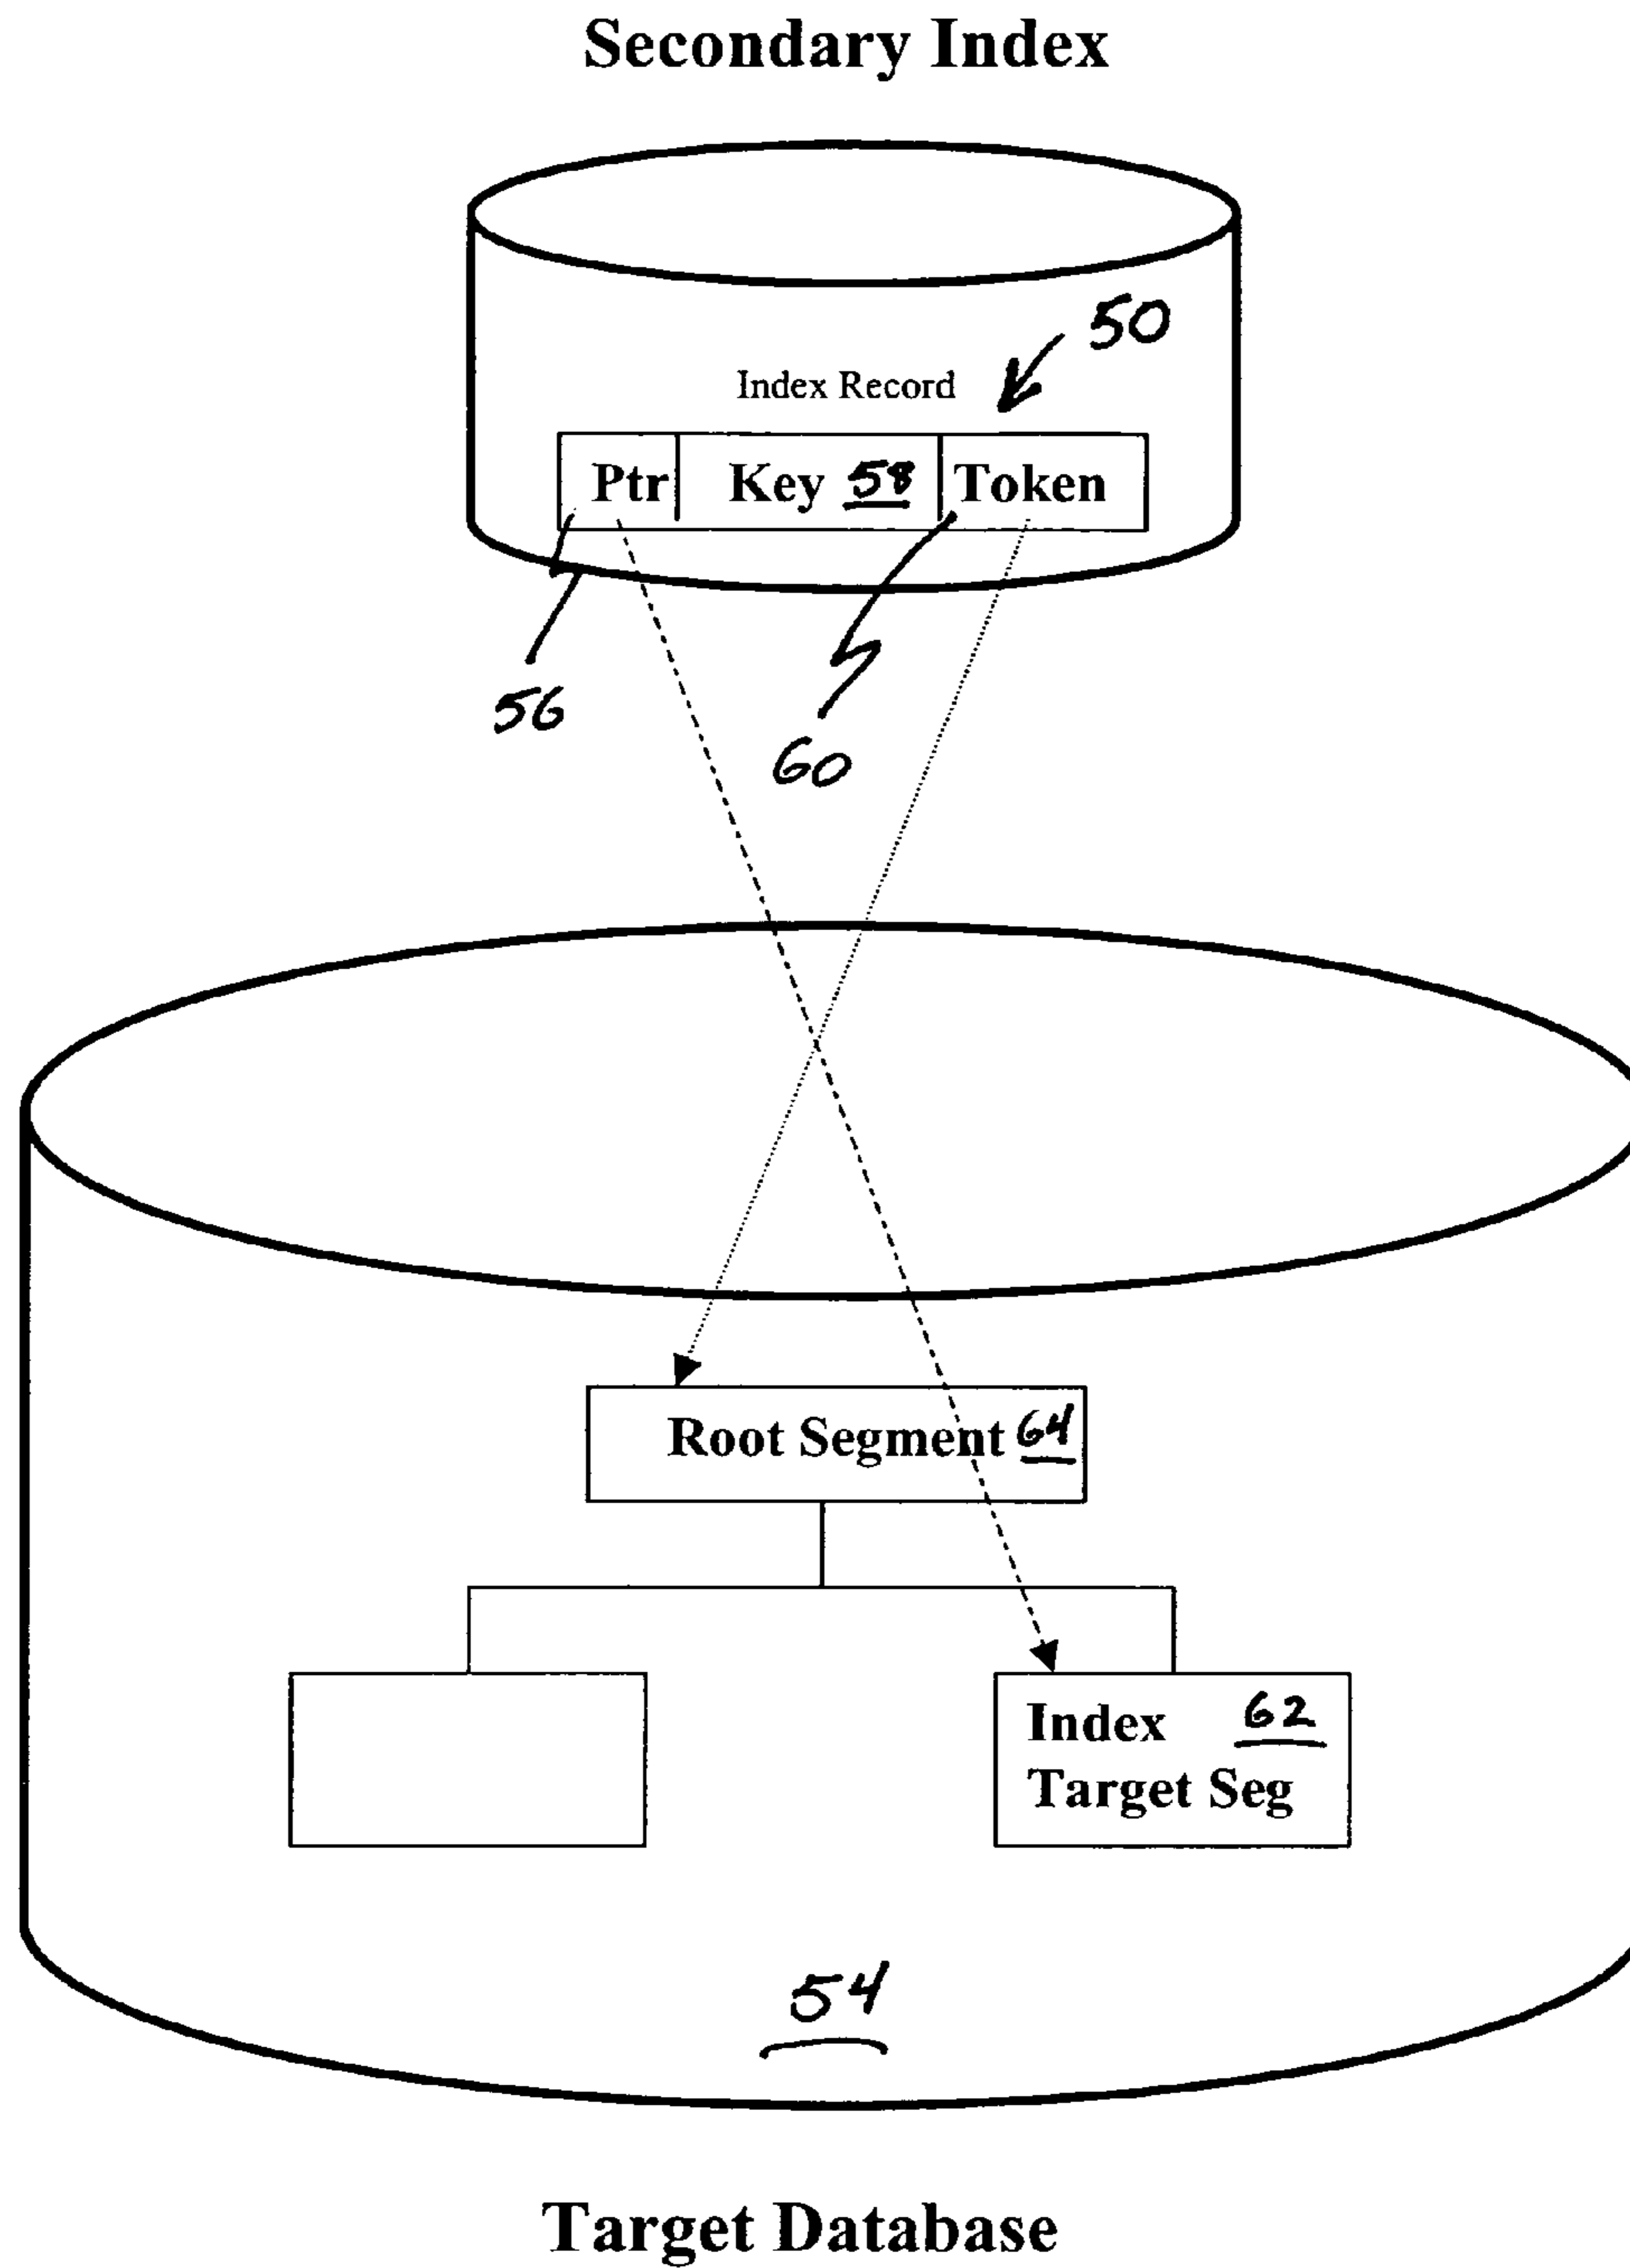 Secondary Index
50
Index Record
Ptr Key 58 Token
56
60
Root Segment 64
Index 62
Target Seg
54
Target Database